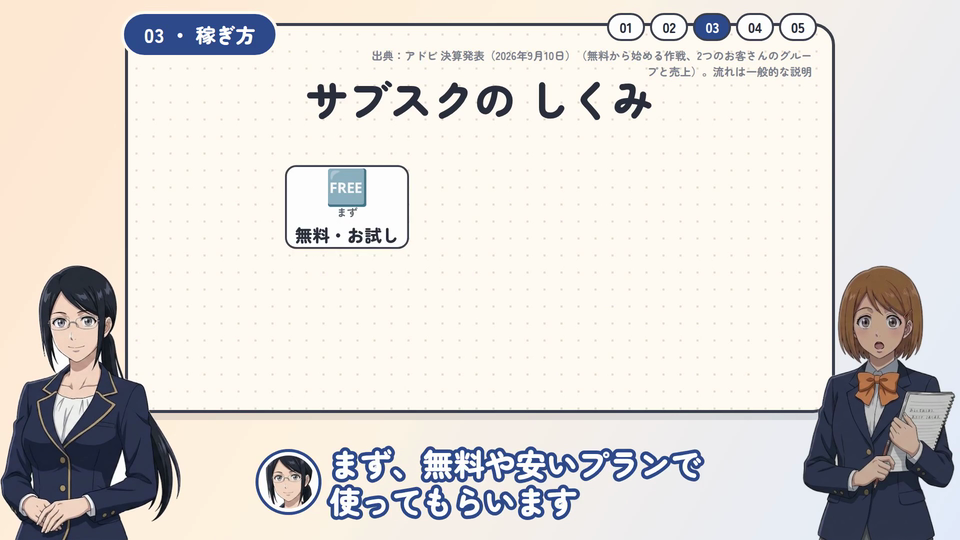 03 ・ 稼ぎ方
01 02 03 04 05
出典：アドビ 決算発表（2026年9月10日）（無料から始める作戦、2つのお客さんのグルー
プと売上）。流れは一般的な説明
サブスクの しくみ
FREE
まず
無料・お試し
まず、無料や安いプランで
使ってもらいます